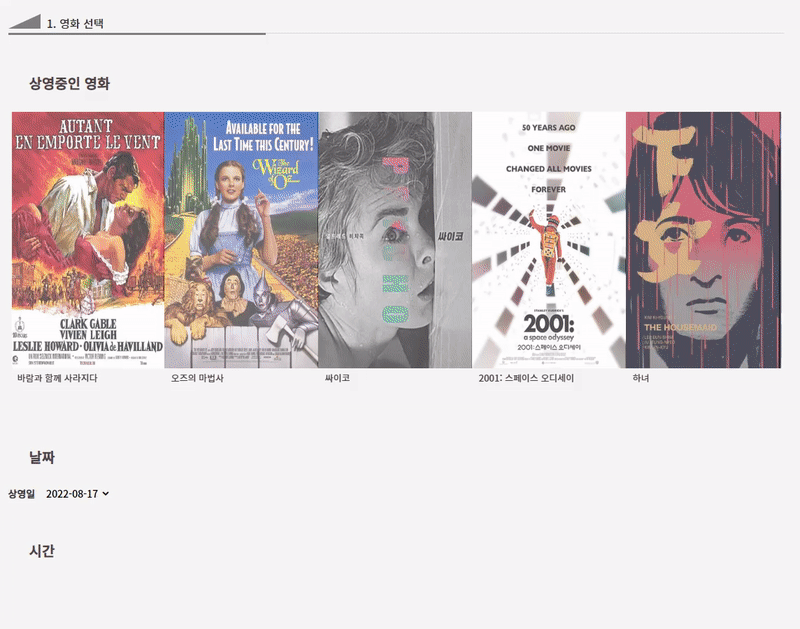 1. 영화 선택
상영중인 영화
AUTANT
EN EMPORTE LE VENT
CLARK GABLE
VIVIEN LEIGH
LESLIE HOWARD · OLIVIA de HAVILLAND
AVAILABLE FOR THE
LAST TIME THIS CENTURY!
The
Wizard
of
Oz
PSYCHO
싸이코
50 YEARS AGO
ONE MOVIE
CHANGED ALL MOVIES
FOREVER
2001:
a space odyssey
2001: 스페이스 오디세이
하녀
THE HOUSEMAID
바람과 함께 사라지다
오즈의 마법사
싸이코
2001: 스페이스 오디세이
하녀
날짜
상영일 2022-08-17
시간